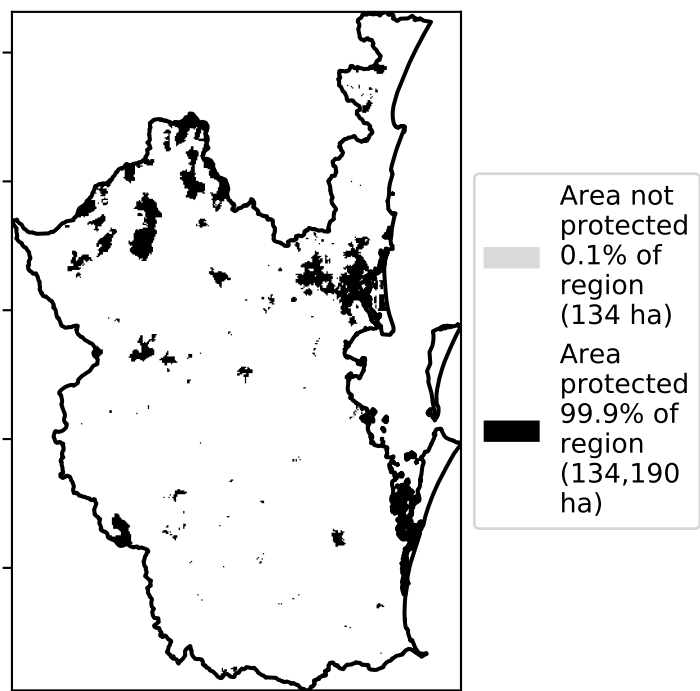 Area not
protected
0.1% of
region
(134 ha)
Area
protected
99.9% of
region
(134,190
ha)